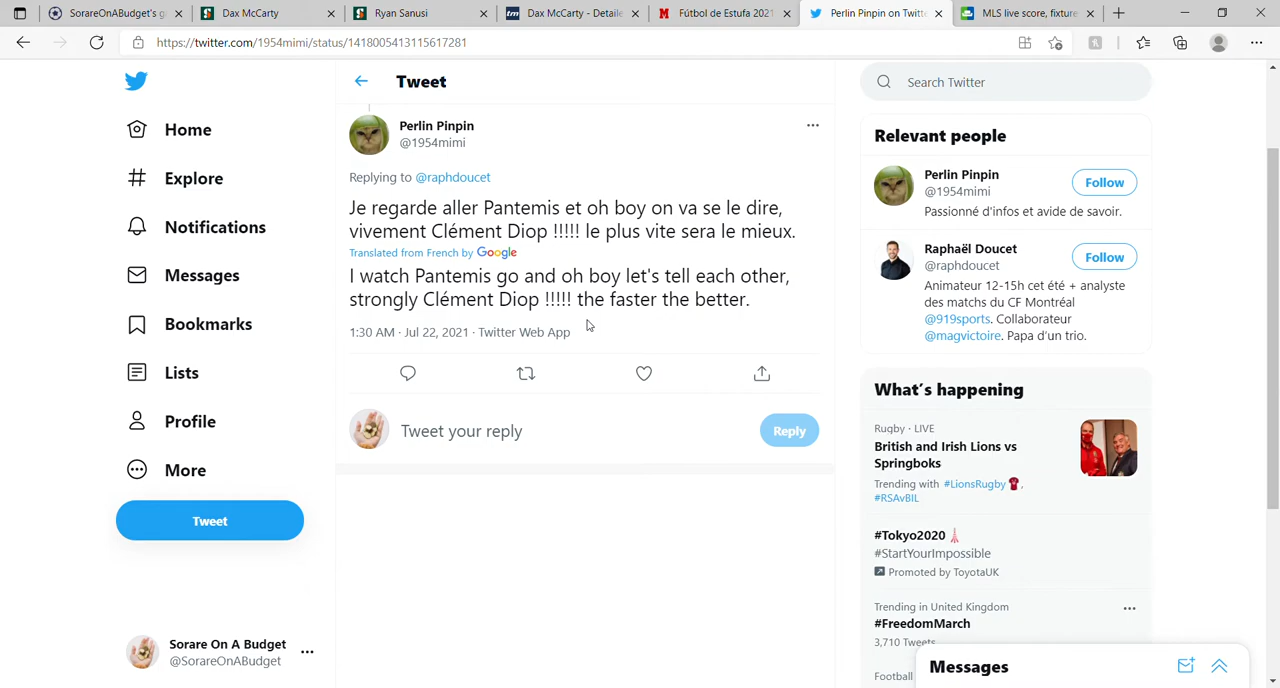 SorareOnABudget's g
Dax McCarty
Ryan Sanusi
Dax McCarty - Detaile
Fútbol de Estufa 2021
Perlin Pinpin on Twitte
MLS live score, fixture
https://twitter.com/1954mimi/status/1418005413115617281
Home
Explore
Notifications
Messages
Bookmarks
Lists
Profile
More
Tweet
Sorare On A Budget
@SorareOnABudget
Tweet
Perlin Pinpin
@1954mimi
Replying to @raphdoucet
Je regarde aller Pantemis et oh boy on va se le dire,
vivement Clément Diop !!!!! le plus vite sera le mieux.
Translated from French by Google
I watch Pantemis go and oh boy let's tell each other,
strongly Clément Diop !!!!! the faster the better.
1:30 AM · Jul 22, 2021 · Twitter Web App
Tweet your reply
Reply
Search Twitter
Relevant people
Perlin Pinpin
@1954mimi
Follow
Passionné d'infos et avide de savoir.
Raphaël Doucet
@raphdoucet
Follow
Animateur 12-15h cet été + analyste
des matchs du CF Montréal
@919sports. Collaborateur
@magvictoire. Papa d'un trio.
What's happening
Rugby · LIVE
British and Irish Lions vs
Springboks
Trending with #LionsRugby,
#RSAvBIL
#Tokyo2020
#StartYourImpossible
Promoted by ToyotaUK
Trending in United Kingdom
#FreedomMarch
3,710 Tweets
Football
Messages